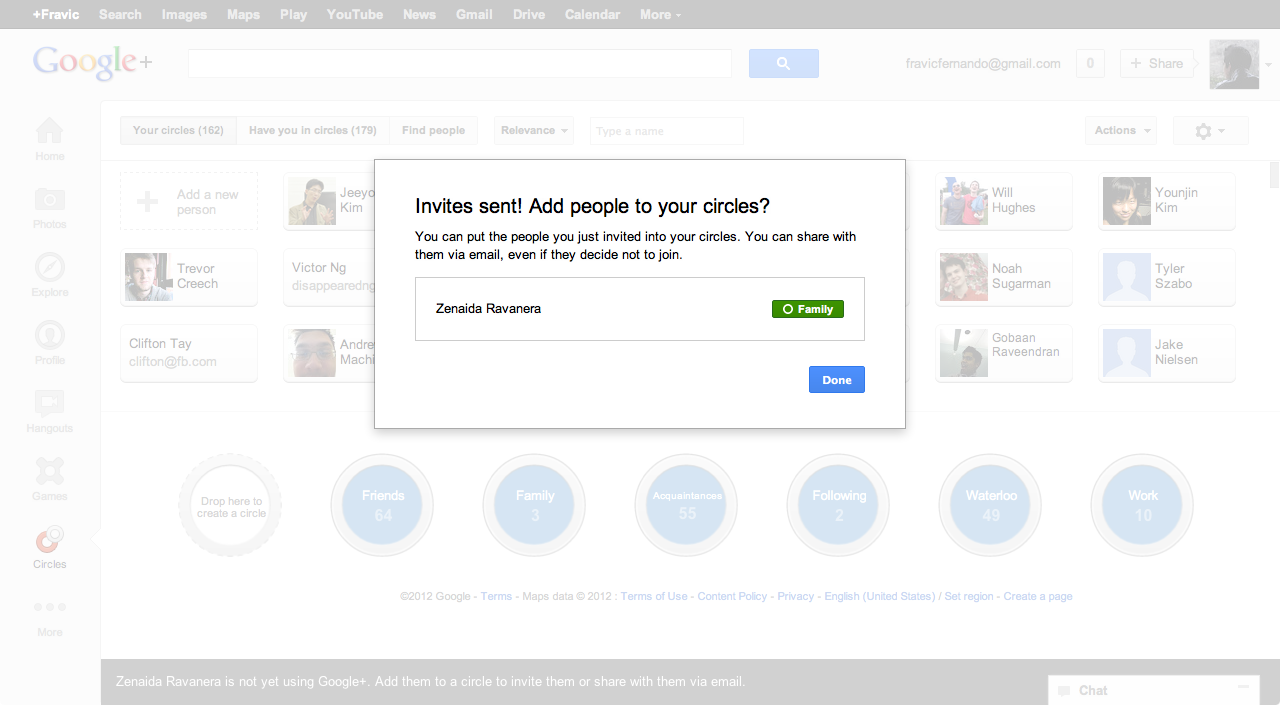 +Fravic Search Images Maps Play YouTube News Gmail Drive Calendar More
Google+
fravicfernando@gmail.com 0 + Share
Your circles (162) Have you in circles (179) Find people Relevance Type a name Actions
Home
Photos
Explore
Profile
Hangouts
Games
Circles
More
Add a new
person
Jeeyo
Kim
Will
Hughes
Younjin
Kim
Trevor
Creech
Victor Ng
disappearedng
Noah
Sugarman
Tyler
Szabo
Clifton Tay
clifton@fb.com
Andre
Machi
Gobaan
Raveendran
Jake
Nielsen
Invites sent! Add people to your circles?
You can put the people you just invited into your circles. You can share with
them via email, even if they decide not to join.
Zenaida Ravanera Family
Done
Drop here to
create a circle
Friends
64
Family
3
Acquaintances
55
Following
2
Waterloo
49
Work
10
©2012 Google - Terms - Maps data © 2012 : Terms of Use - Content Policy - Privacy - English (United States) / Set region - Create a page
Zenaida Ravanera is not yet using Google+. Add them to a circle to invite them or share with them via email.
Chat